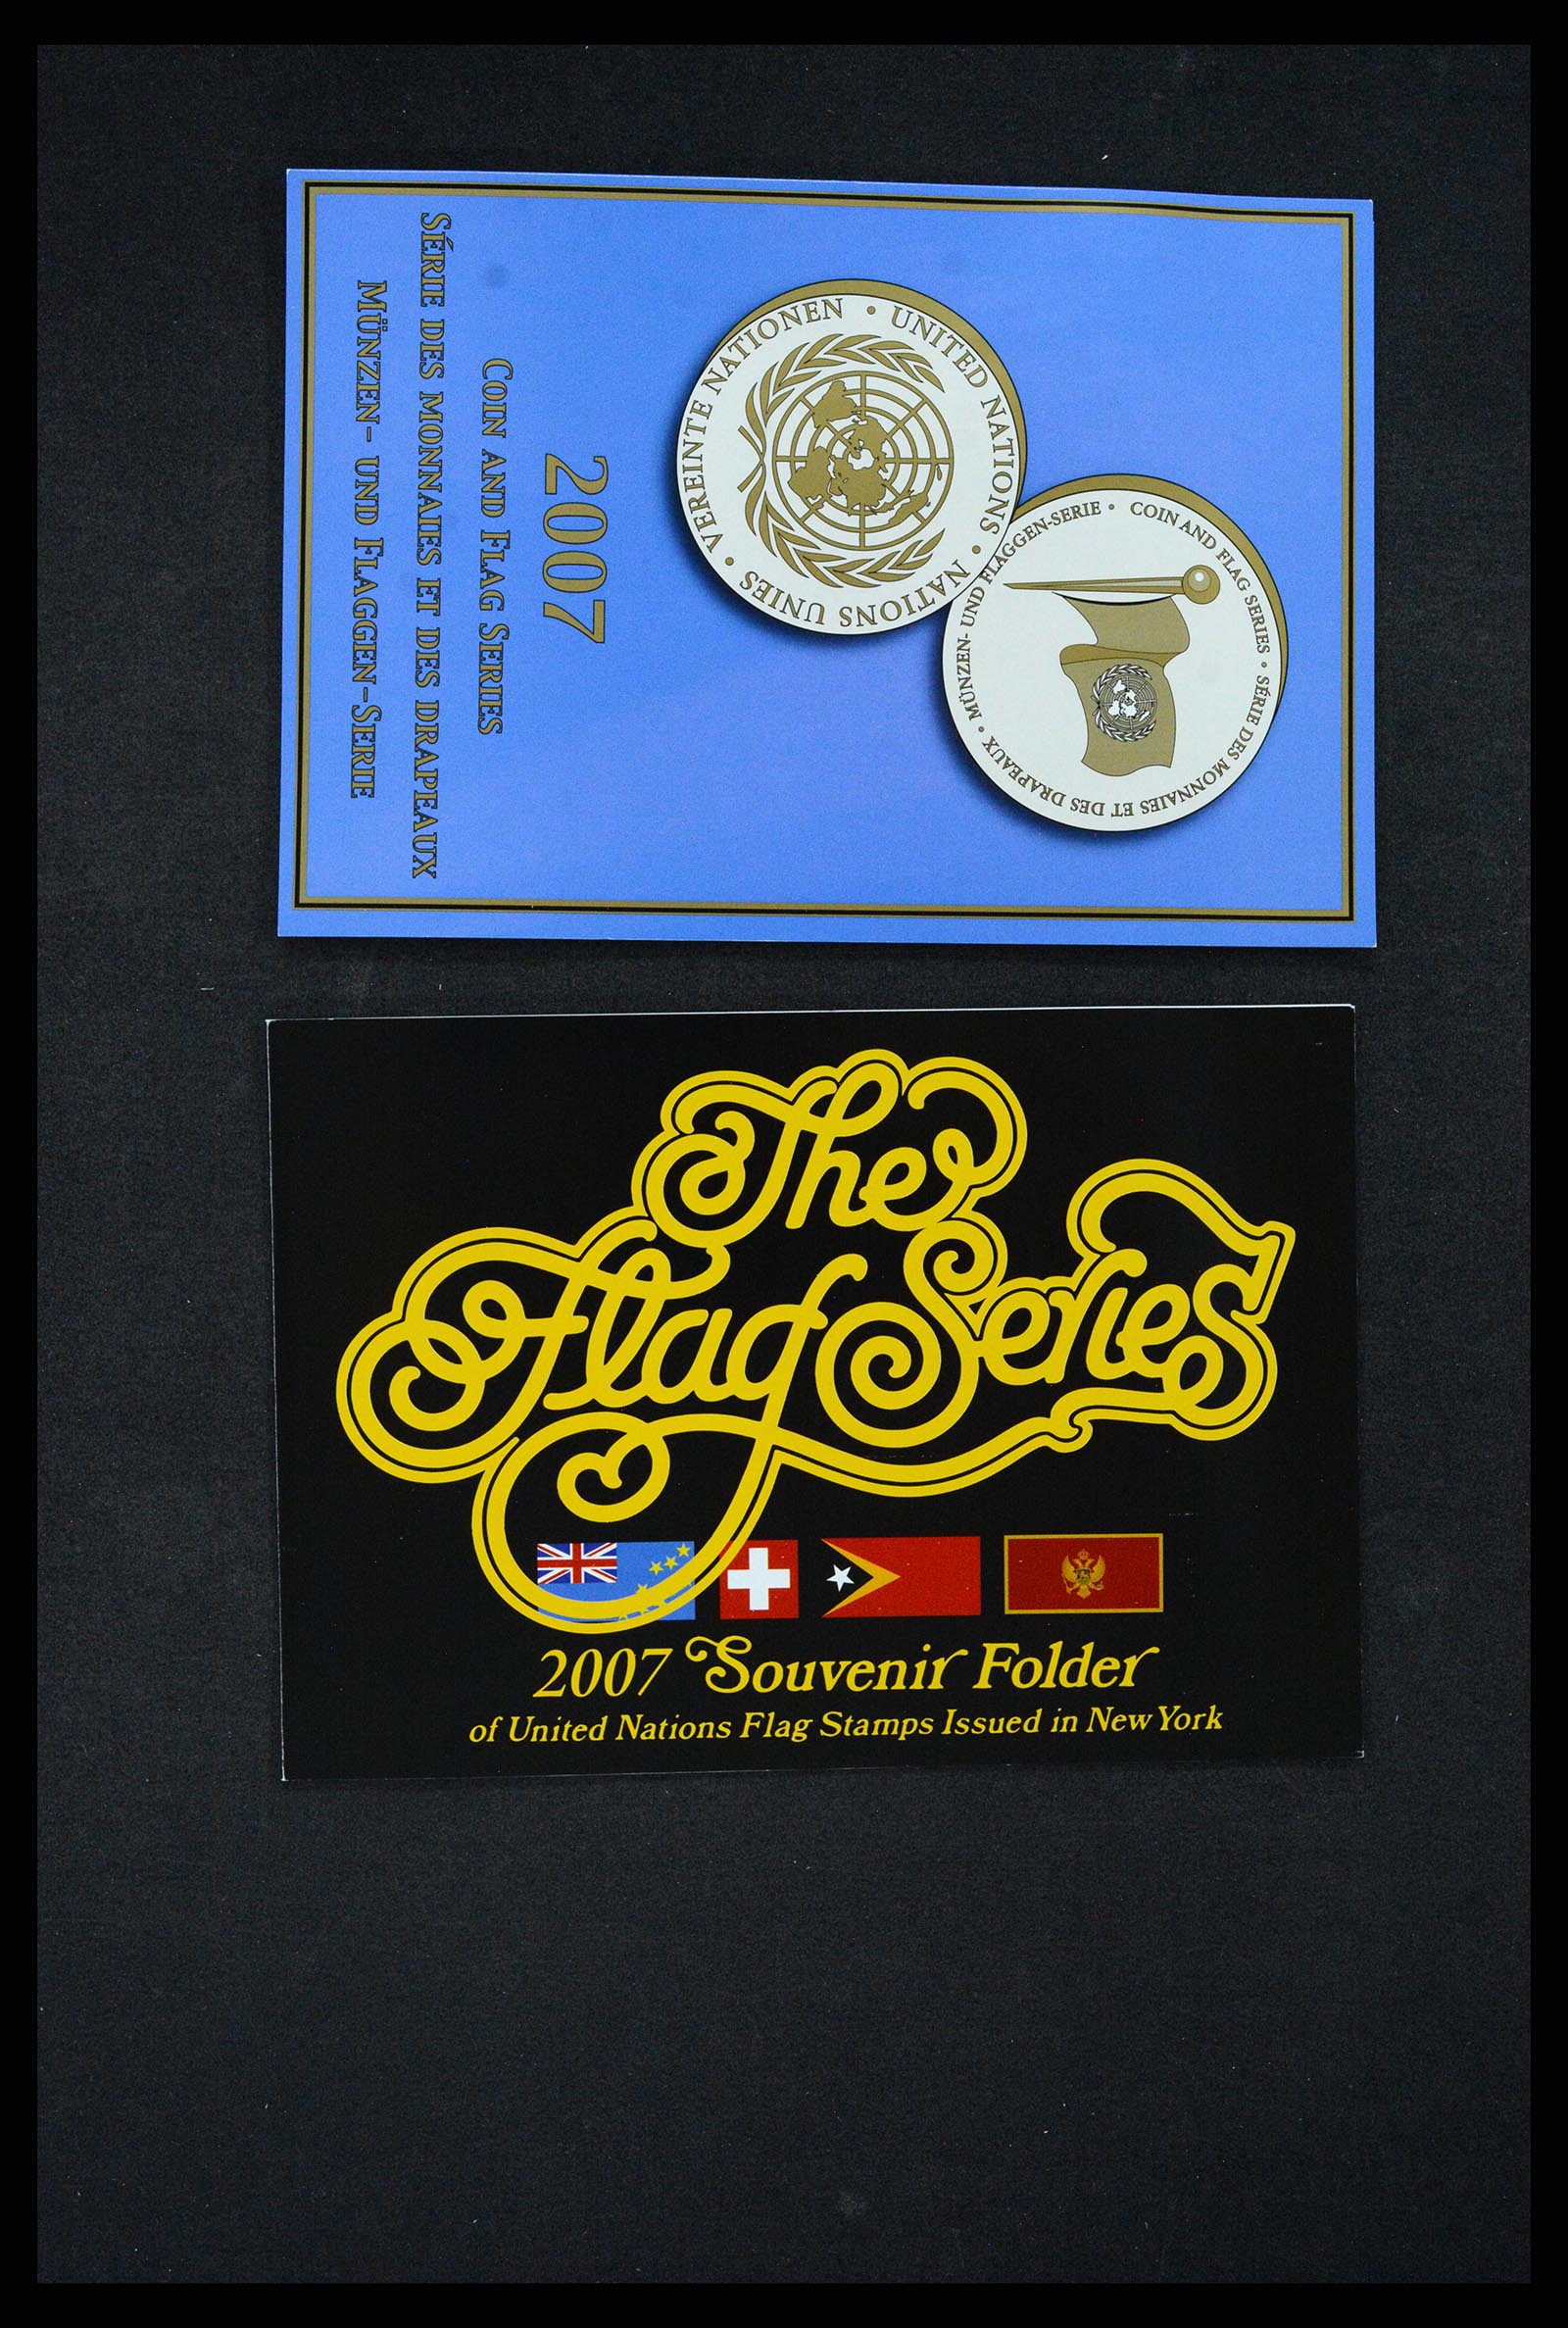 VEREINTE NATIONEN • UNITED NATIONS • NATIONS UNIES •
COIN AND FLAG SERIES • SÉRIE DES MONNAIES ET DES DRAPEAUX • MÜNZEN- UND FLAGGEN-SERIE •
2007
COIN AND FLAG SERIES
SÉRIE DES MONNAIES ET DES DRAPEAUX
MÜNZEN- UND FLAGGEN-SERIE
The
Flag Series
2007 Souvenir Folder
of United Nations Flag Stamps Issued in New York